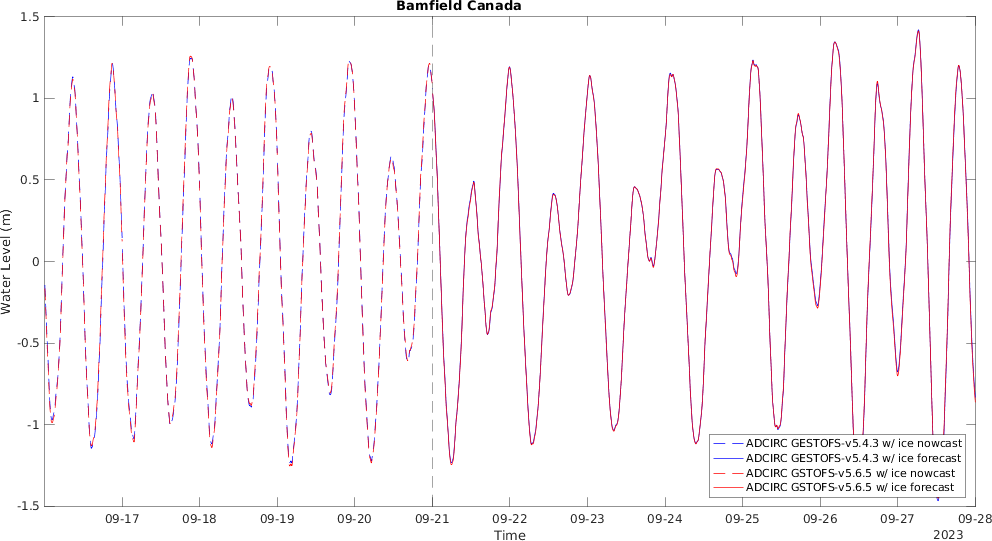 Bamfield Canada
1.5
1
0.5
0
-0.5
-1
-1.5
Water Level (m)
ADCIRC GESTOFS-v5.4.3 w/ ice nowcast
ADCIRC GESTOFS-v5.4.3 w/ ice forecast
ADCIRC GSTOFS-v5.6.5 w/ ice nowcast
ADCIRC GSTOFS-v5.6.5 w/ ice forecast
09-17 09-18 09-19 09-20 09-21 09-22 09-23 09-24 09-25 09-26 09-27 09-28
Time
2023